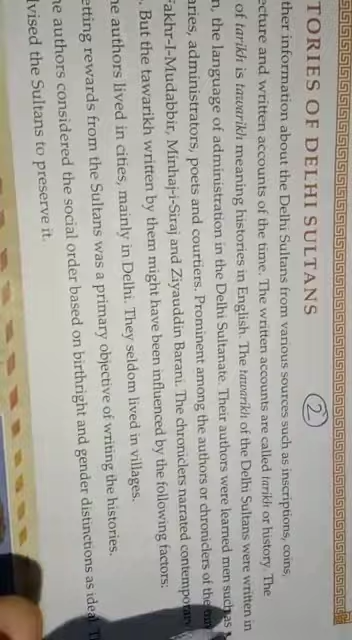 TORIES OF DELHI SULTANS
2
ther information about the Delhi Sultans from various sources such as inscriptions, coins,
ecture and written accounts of the time. The written accounts are called tarikh or history. The
of tarikh is tawarikh meaning histories in English. The tawarikh of the Delhi Sultans were written in
n, the language of administration in the Delhi Sultanate. Their authors were learned men such as
aries, administrators, poets and courtiers. Prominent among the authors or chroniclers of the
Fakhr-I-Mudabbir, Minhaj-i-Siraj and Ziyauddin Barani. The chroniclers narrated contemporary
. But the tawarikh written by them might have been influenced by the following factors:
he authors lived in cities, mainly in Delhi. They seldom lived in villages.
etting rewards from the Sultans was a primary objective of writing the histories.
he authors considered the social order based on birthright and gender distinctions as ideal. T
lvised the Sultans to preserve it.